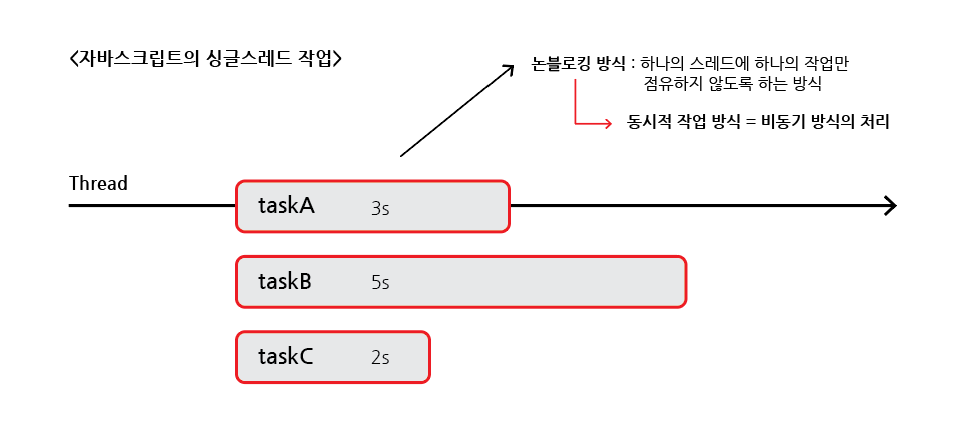 <자바스크립트의 싱글스레드 작업>
논블로킹 방식 : 하나의 스레드에 하나의 작업만
점유하지 않도록 하는 방식
동시적 작업 방식 = 비동기 방식의 처리
Thread
taskA 3s
taskB 5s
taskC 2s